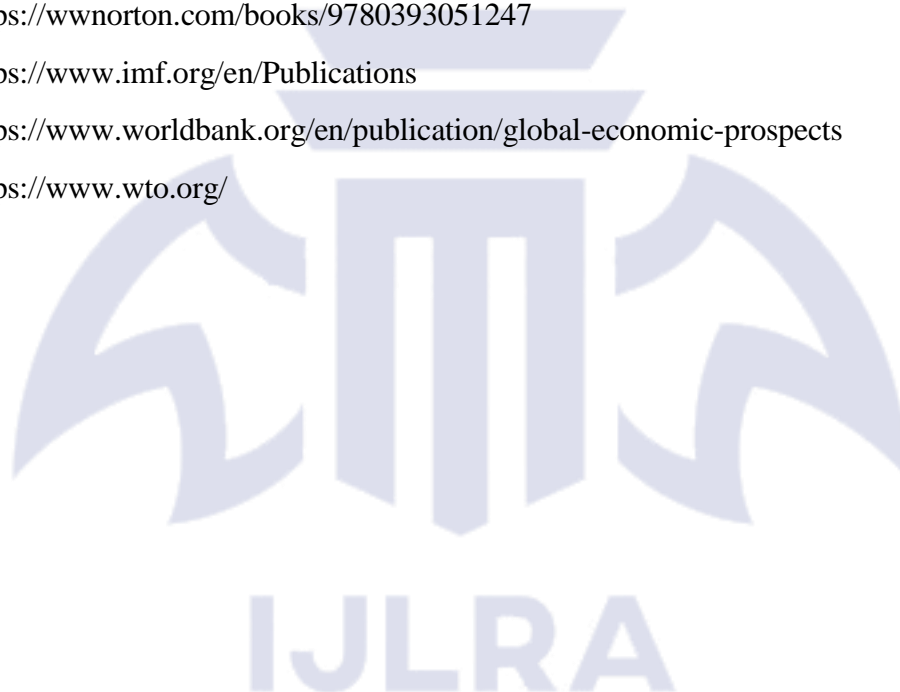 ps://wwnorton.com/books/9780393051247
ps://www.imf.org/en/Publications
ps://www.worldbank.org/en/publication/global-economic-prospects
ps://www.wto.org/
IJLRA